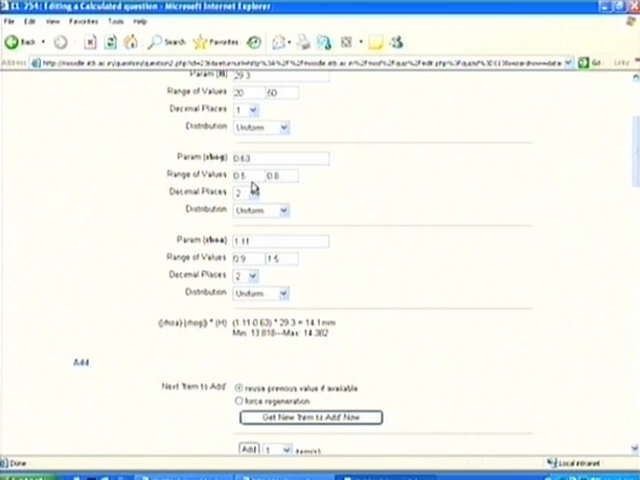 CL 254: Editing a Calculated question - Microsoft Internet Explorer
File Edit View Favorites Tools Help
Back Search Favorites
Address Go Links
Param (H) 29.3
Range of Values 20 50
Decimal Places 1
Distribution Uniform
Param (rhog) 0.63
Range of Values 0.5 0.8
Decimal Places 2
Distribution Uniform
Param (rhoa) 1.11
Range of Values 0.9 1.5
Decimal Places 2
Distribution Uniform
({rhoa}-{rhog}) * {H} (1.11-0.63) * 29.3 = 14.1mm
Min: 13.818---Max: 14.382
Add
Next 'Item to Add' reuse previous value if available
force regeneration
Get New 'Item to Add' Now
Add 1 item(s)
Done Local intranet